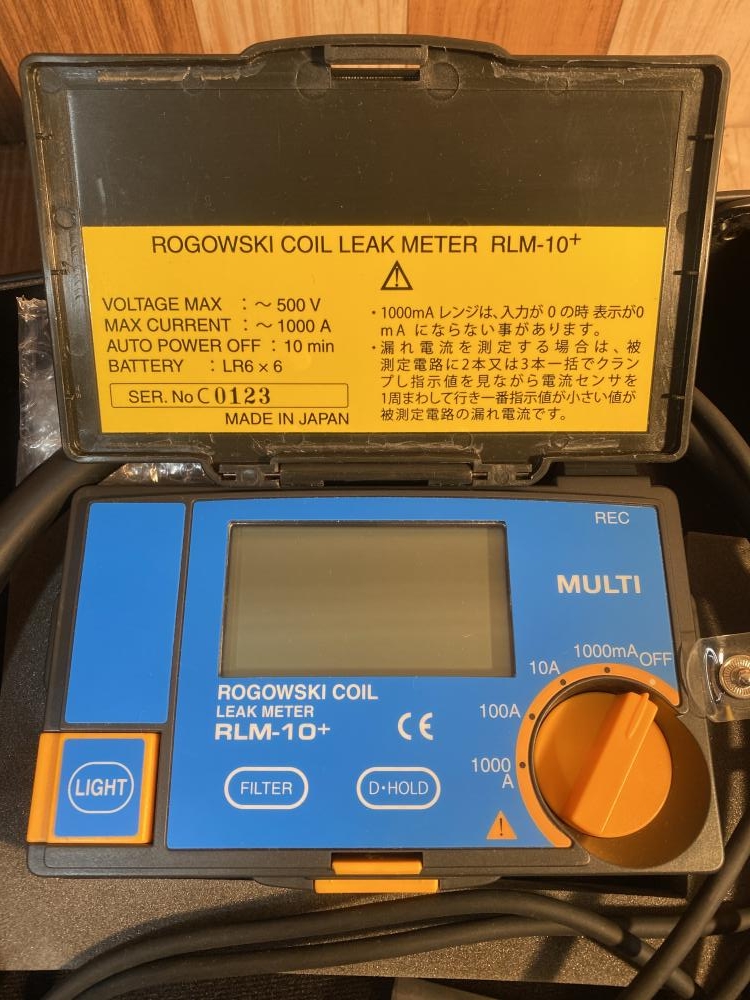 ROGOWSKI COIL LEAK METER RLM-10+
VOLTAGE MAX : ～ 500 V
MAX CURRENT : ～ 1000 A
AUTO POWER OFF : 10 min
BATTERY : LR6 × 6
SER. No C0123
MADE IN JAPAN
・1000mA レンジは、入力が 0 の時 表示が0
mA にならない事があります。
・漏れ電流を測定する場合は、被
測定電路に2本又は3本一括でクラン
プし指示値を見ながら電流センサを
1周まわして行き一番指示値が小さい値が
被測定電路の漏れ電流です。
REC
MULTI
1000mA
OFF
10A
100A
1000
A
ROGOWSKI COIL
LEAK METER
RLM-10+
CE
LIGHT
FILTER
D・HOLD